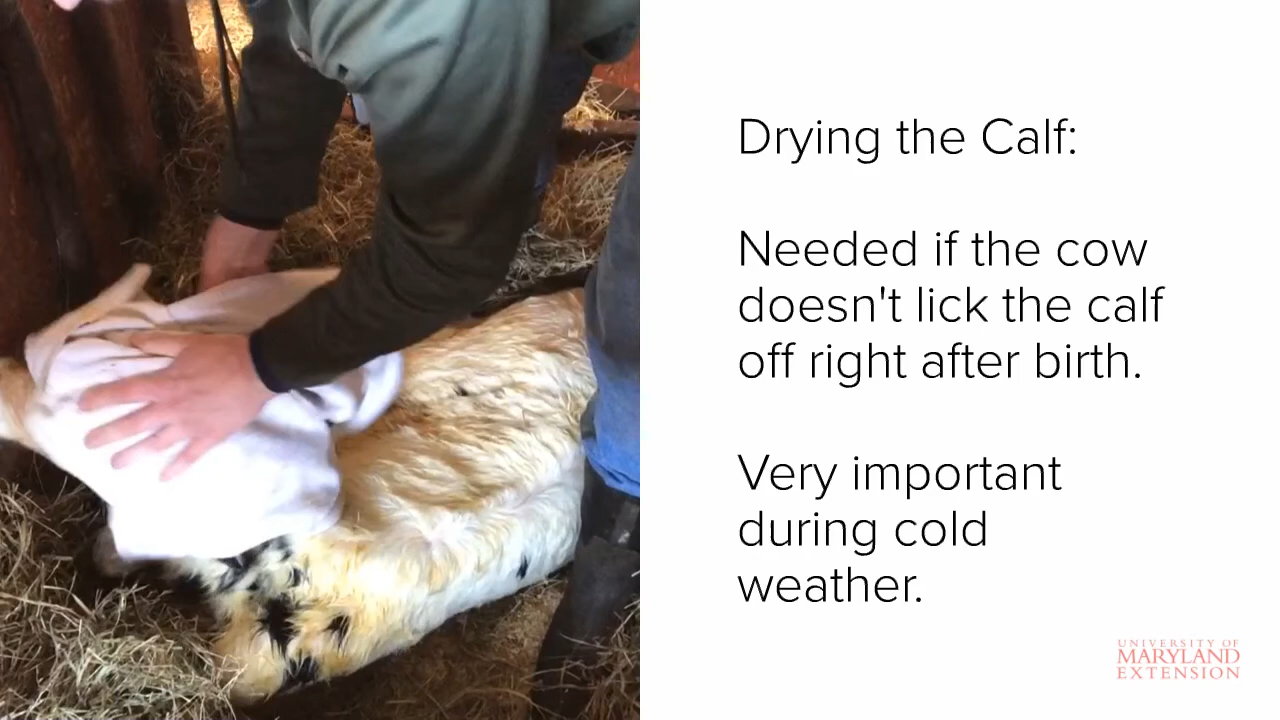 Drying the Calf:
Needed if the cow
doesn't lick the calf
off right after birth.
Very important
during cold
weather.
UNIVERSITY OF
MARYLAND
EXTENSION